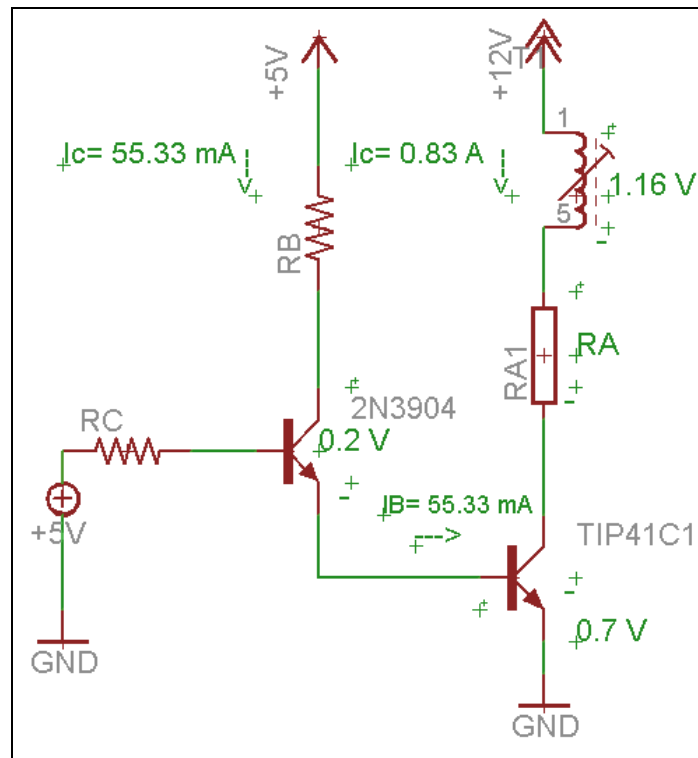 +5V
+12V
T1
Ic= 55.33 mA
Ic= 0.83 A
1
5
1.16 V
RB
RA1
RA
RC
2N3904
0.2 V
+5V
IB= 55.33 mA
TIP41C1
0.7 V
GND
GND